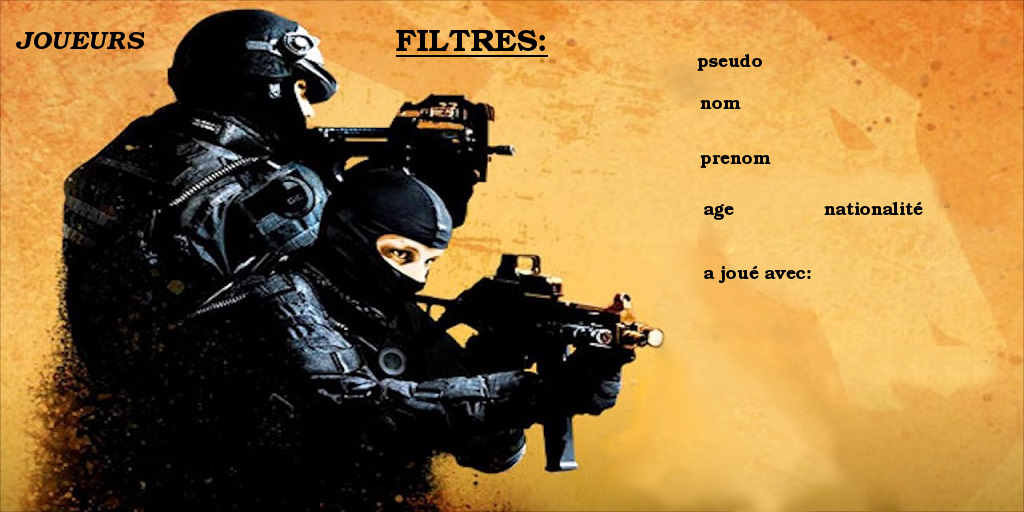 JOUEURS
FILTRES:
pseudo
nom
prenom
age nationalité
a joué avec: